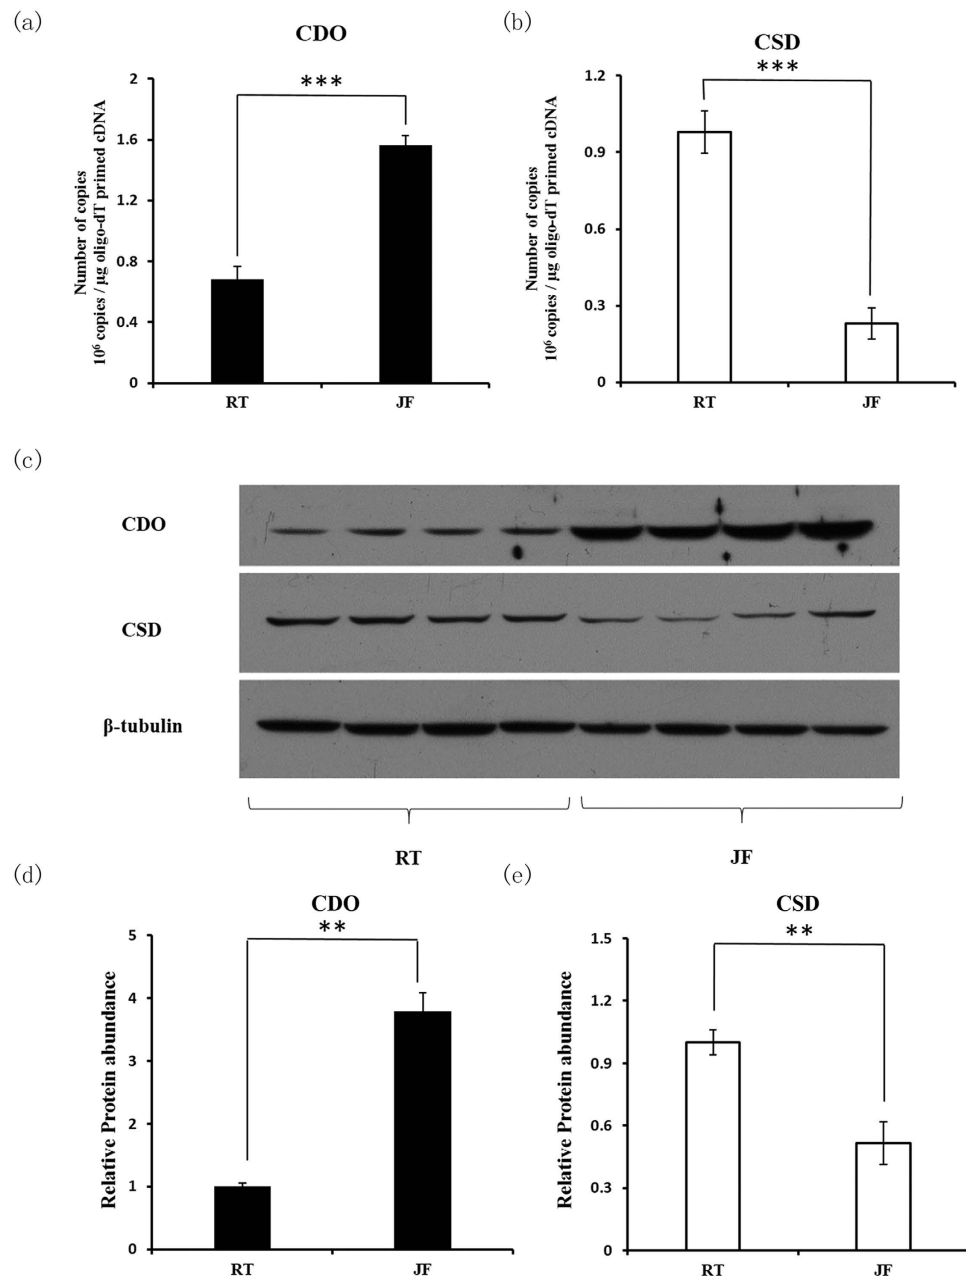 (a)
CDO
***
2
1.6
1.2
0.8
0.4
0
Number of copies
10⁶ copies / µg oligo-dT primed cDNA
RT JF
(b)
CSD
***
1.2
0.9
0.6
0.3
0
Number of copies
10⁶ copies / µg oligo-dT primed cDNA
RT JF
(c)
CDO
CSD
β-tubulin
RT JF
(d)
CDO
**
5
4
3
2
1
0
Relative Protein abundance
RT JF
(e)
CSD
**
1.5
1.2
0.9
0.6
0.3
0
Relative Protein abundance
RT JF